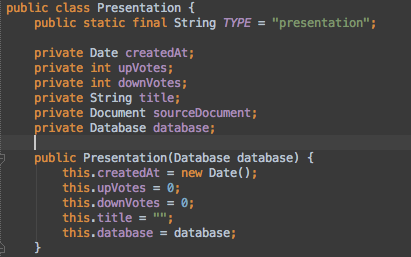 public class Presentation {
    public static final String TYPE = "presentation";

    private Date createdAt;
    private int upVotes;
    private int downVotes;
    private String title;
    private Document sourceDocument;
    private Database database;

    public Presentation(Database database) {
        this.createdAt = new Date();
        this.upVotes = 0;
        this.downVotes = 0;
        this.title = "";
        this.database = database;
    }